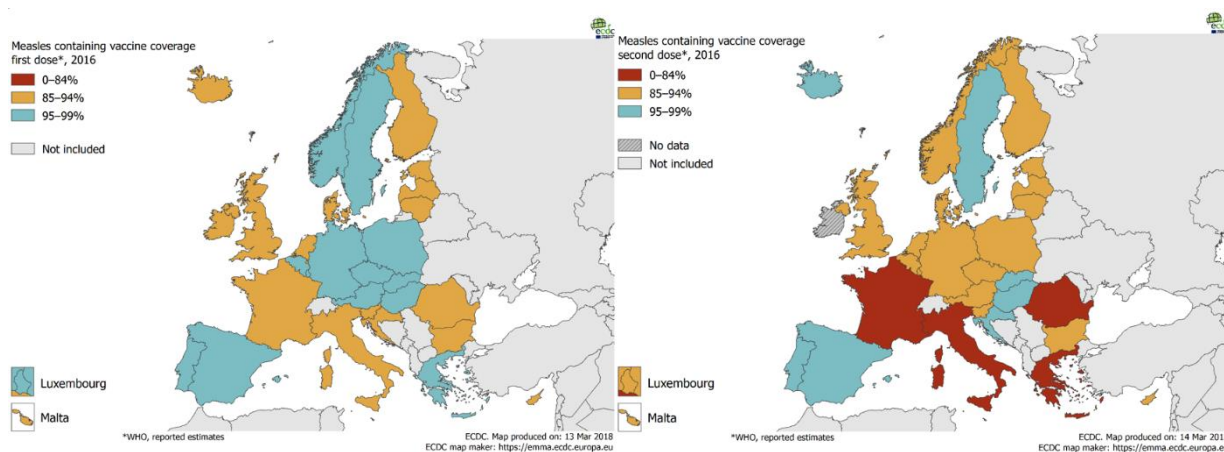 ecdc
Measles containing vaccine coverage
first dose*, 2016
0–84%
85–94%
95–99%
Not included
Luxembourg
Malta
*WHO, reported estimates
ECDC. Map produced on: 13 Mar 2018
ECDC map maker: https://emma.ecdc.europa.eu
ecdc
Measles containing vaccine coverage
second dose*, 2016
0–84%
85–94%
95–99%
No data
Not included
Luxembourg
Malta
*WHO, reported estimates
ECDC. Map produced on: 14 Mar 201
ECDC map maker: https://emma.ecdc.europa.e